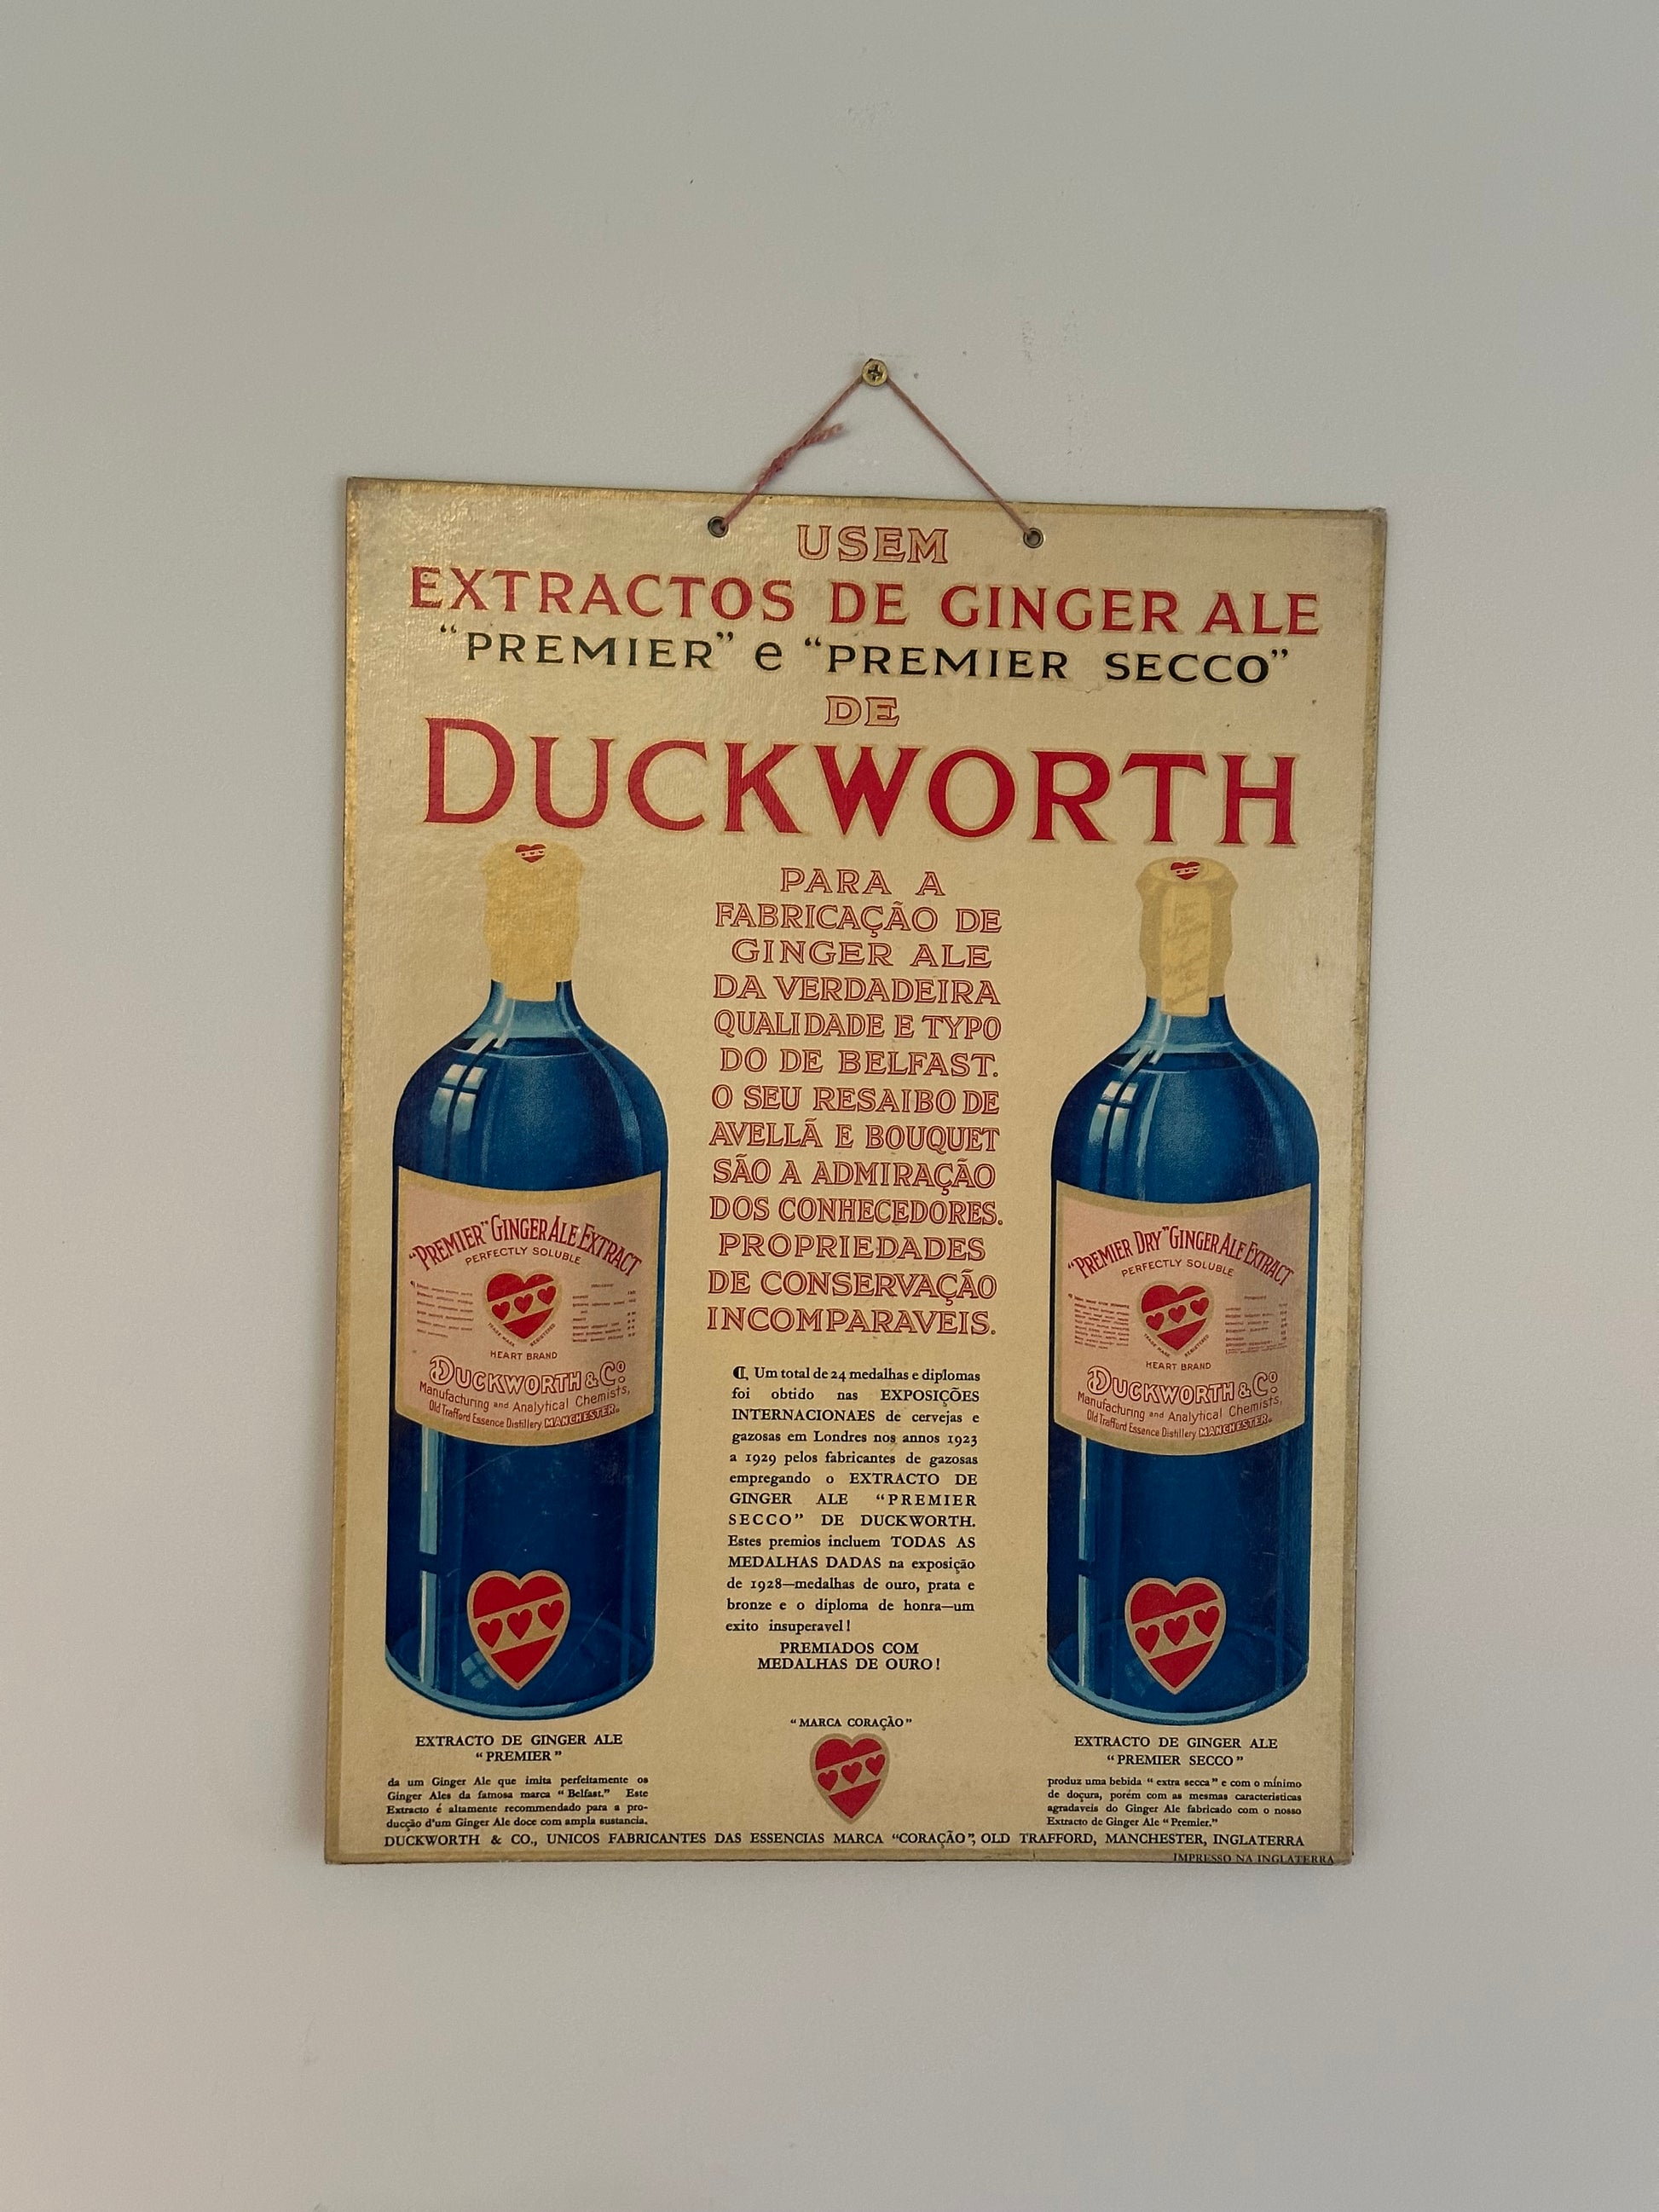 USEM
EXTRACTOS DE GINGER ALE
“PREMIER” e “PREMIER SECCO”
DE
DUCKWORTH
PARA A
FABRICAÇÃO DE
GINGER ALE
DA VERDADEIRA
QUALIDADE E TYPO
DO DE BELFAST.
O SEU RESAIBO DE
AVELLÃ E BOUQUET
SÃO A ADMIRAÇÃO
DOS CONHECEDORES.
PROPRIEDADES
DE CONSERVAÇÃO
INCOMPARAVEIS.
Um total de 24 medalhas e diplomas
foi obtido nas EXPOSIÇÕES
INTERNACIONAES de cervejas e
gazosas em Londres nos annos 1923
a 1929 pelos fabricantes de gazosas
empregando o EXTRACTO DE
GINGER ALE “PREMIER
SECCO” DE DUCKWORTH.
Estes premios incluem TODAS AS
MEDALHAS DADAS na exposição
de 1928—medalhas de ouro, prata e
bronze e o diploma de honra—um
exito insuperavel!
PREMIADOS COM
MEDALHAS DE OURO!
“PREMIER” GINGER ALE EXTRACT
PERFECTLY SOLUBLE
TRADE MARK REGISTERED
HEART BRAND
DUCKWORTH & Co.
Manufacturing and Analytical Chemists,
Old Trafford Essence Distillery MANCHESTER.
“PREMIER DRY” GINGER ALE EXTRACT
PERFECTLY SOLUBLE
TRADE MARK REGISTERED
HEART BRAND
DUCKWORTH & Co.
Manufacturing and Analytical Chemists,
Old Trafford Essence Distillery MANCHESTER.
EXTRACTO DE GINGER ALE
“PREMIER”
da um Ginger Ale que imita perfeitamente os
Ginger Ales da famosa marca “Belfast.” Este
Extracto é altamente recommendado para a pro-
ducção d'um Ginger Ale doce com ampla sustancia.
“MARCA CORAÇÃO”
EXTRACTO DE GINGER ALE
“PREMIER SECCO”
produz uma bebida “extra secca” e com o mínimo
de doçura, porém com as mesmas caracteristicas
agradaveis do Ginger Ale fabricado com o nosso
Extracto de Ginger Ale “Premier.”
DUCKWORTH & CO., UNICOS FABRICANTES DAS ESSENCIAS MARCA “CORAÇÃO”, OLD TRAFFORD, MANCHESTER, INGLATERRA
IMPRESSO NA INGLATERRA